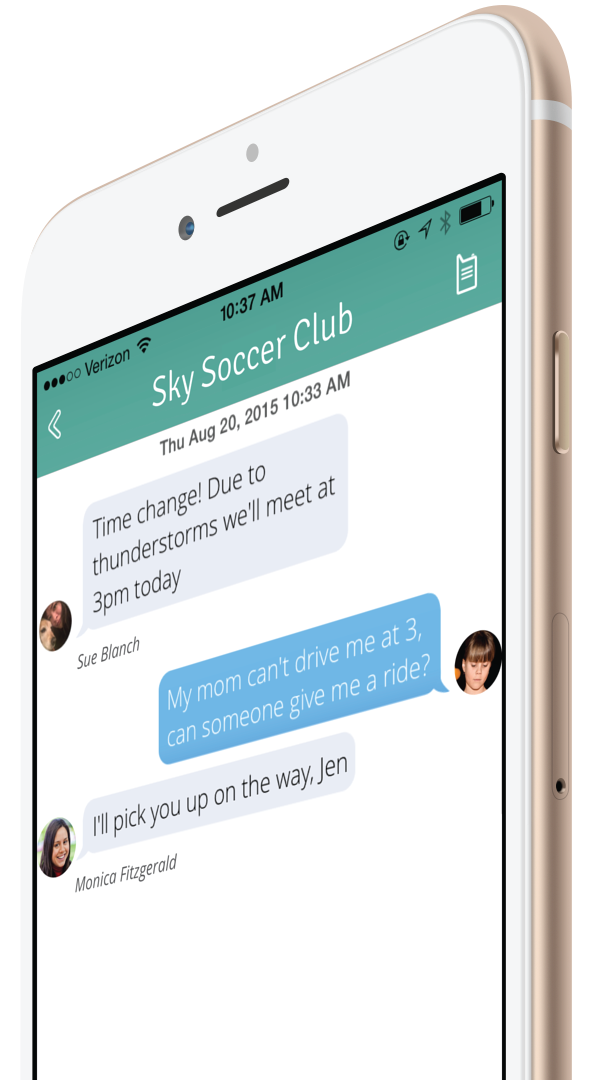 Verizon
10:37 AM
Sky Soccer Club
Thu Aug 20, 2015 10:33 AM
Time change! Due to
thunderstorms we'll meet at
3pm today
Sue Blanch
My mom can't drive me at 3,
can someone give me a ride?
I'll pick you up on the way, Jen
Monica Fitzgerald